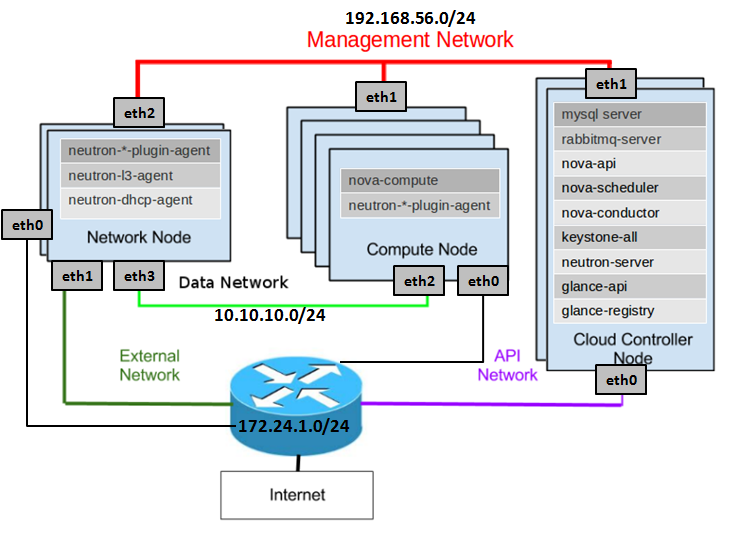 192.168.56.0/24
Management Network
eth2
eth1
eth1
neutron-*-plugin-agent
neutron-l3-agent
neutron-dhcp-agent
Network Node
eth0
eth1
eth3
nova-compute
neutron-*-plugin-agent
Compute Node
eth2
eth0
mysql server
rabbitmq-server
nova-api
nova-scheduler
nova-conductor
keystone-all
neutron-server
glance-api
glance-registry
Cloud Controller
Node
eth0
Data Network
10.10.10.0/24
External
Network
API
Network
172.24.1.0/24
Internet